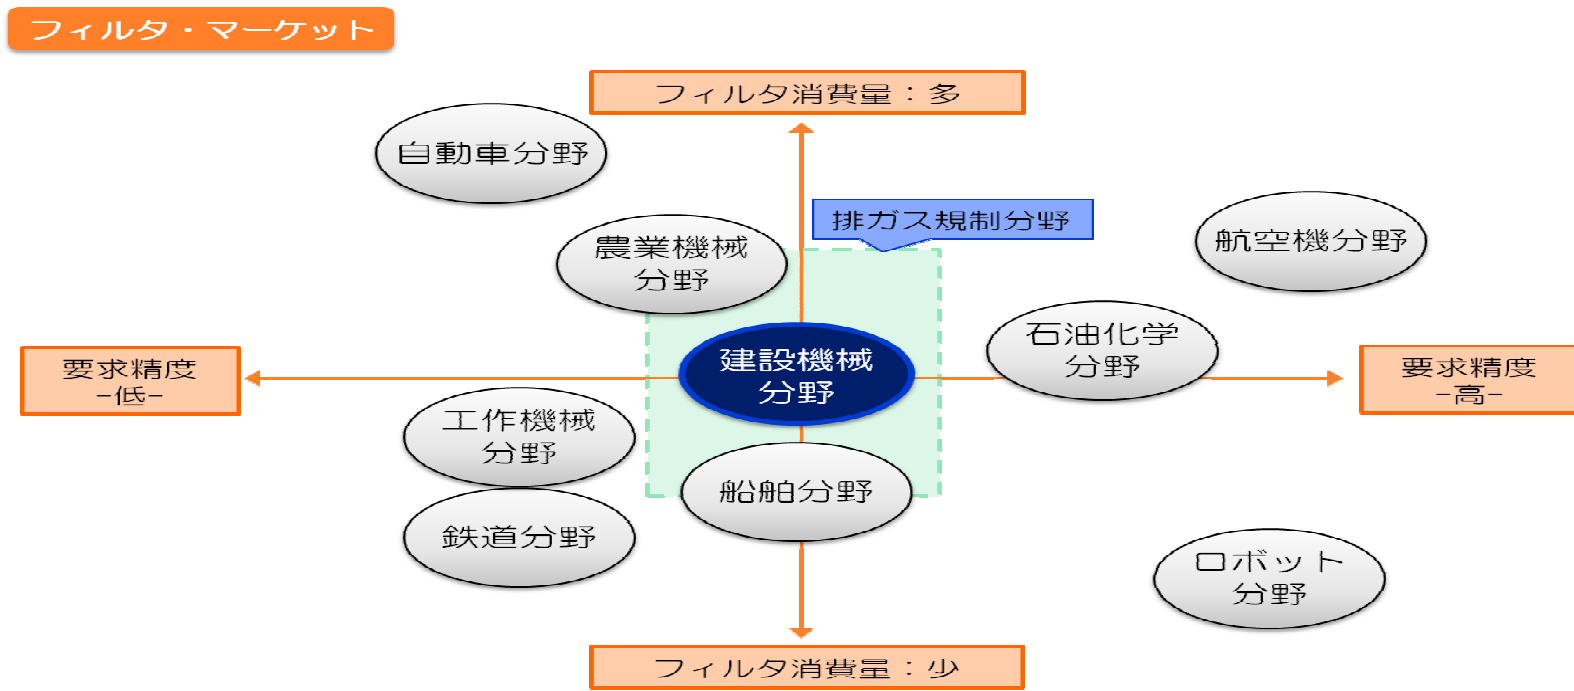 フィルタ・マーケット
フィルタ消費量：多
自動車分野
排ガス規制分野
農業機械
分野
航空機分野
石油化学
分野
建設機械
分野
要求精度
-低-
要求精度
-高-
工作機械
分野
船舶分野
鉄道分野
ロボット
分野
フィルタ消費量：少